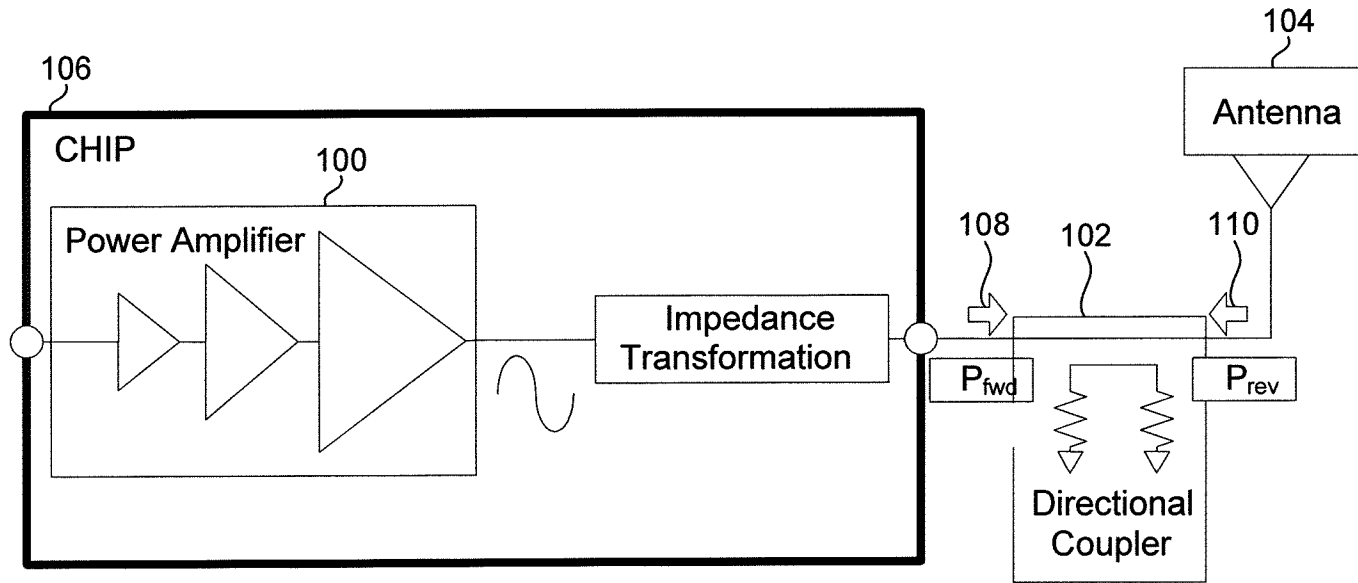 104
106
Antenna
CHIP
100
108
102
110
Power Amplifier
Impedance
Transformation
Pfwd
Prev
Directional
Coupler